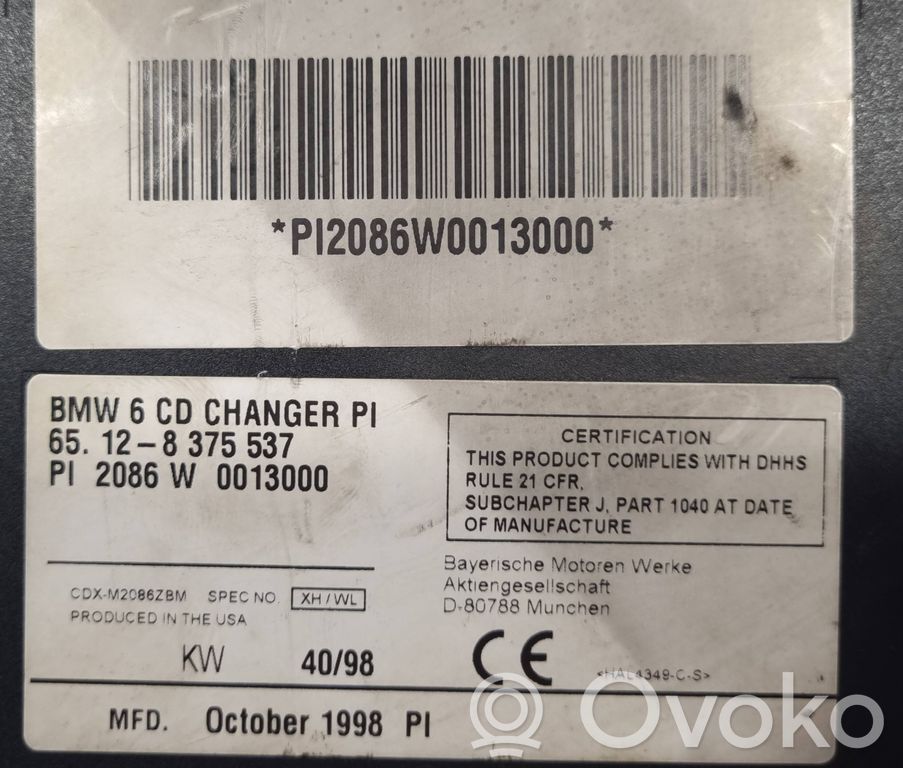 *PI2086W0013000*
BMW 6 CD CHANGER PI
65. 12-8 375 537
PI 2086 W 0013000
CERTIFICATION
THIS PRODUCT COMPLIES WITH DHHS
RULE 21 CFR,
SUBCHAPTER J, PART 1040 AT DATE
OF MANUFACTURE
Bayerische Motoren Werke
Aktiengesellschaft
D-80788 Munchen
CDX-M2086ZBM SPEC NO. XH/WL
PRODUCED IN THE USA
KW 40/98
CE
<HAL4349-C-S>
MFD. October 1998 PI
Ovoko